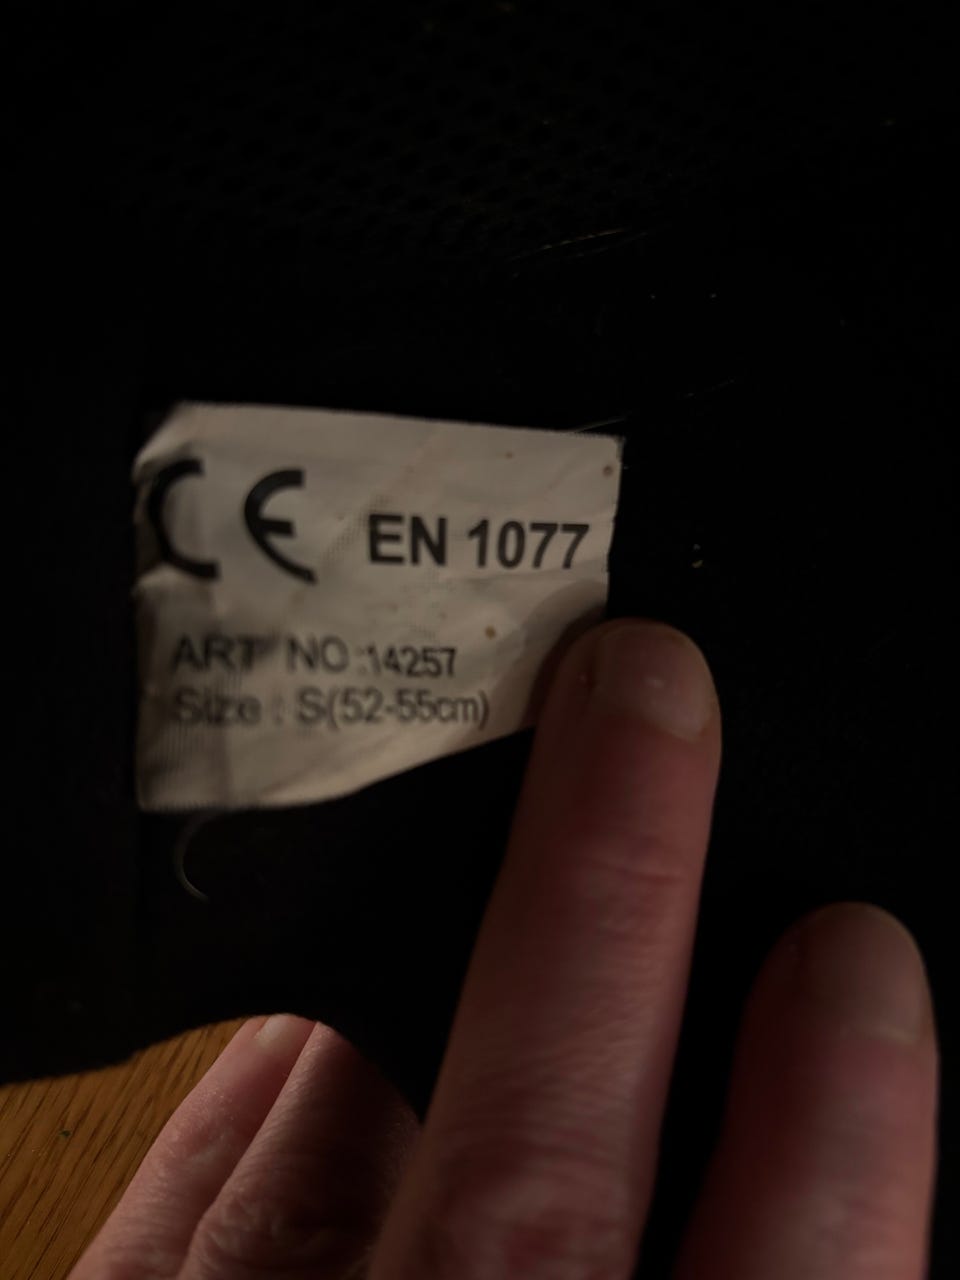 CE EN 1077
ART NO :14257
Size : S(52-55cm)